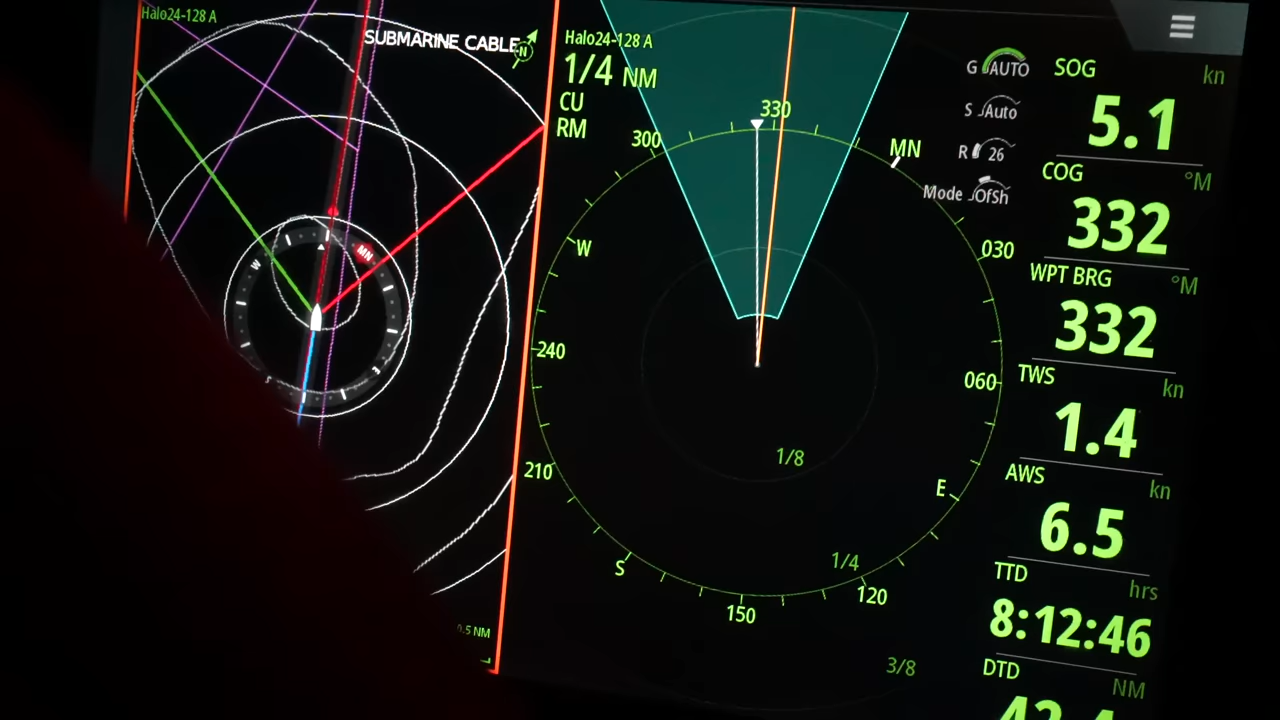 Halo24-128 A
SUBMARINE CABLE
N
MN
W
S
0.5 NM
Halo24-128 A
1/4 NM
CU
RM
300
330
MN
W
030
240
060
210
E
S
150
120
1/8
1/4
3/8
G AUTO
S Auto
R 26
Mode OfSh
SOG kn
5.1
COG °M
332
WPT BRG °M
332
TWS kn
1.4
AWS kn
6.5
TTD hrs
8:12:46
DTD NM